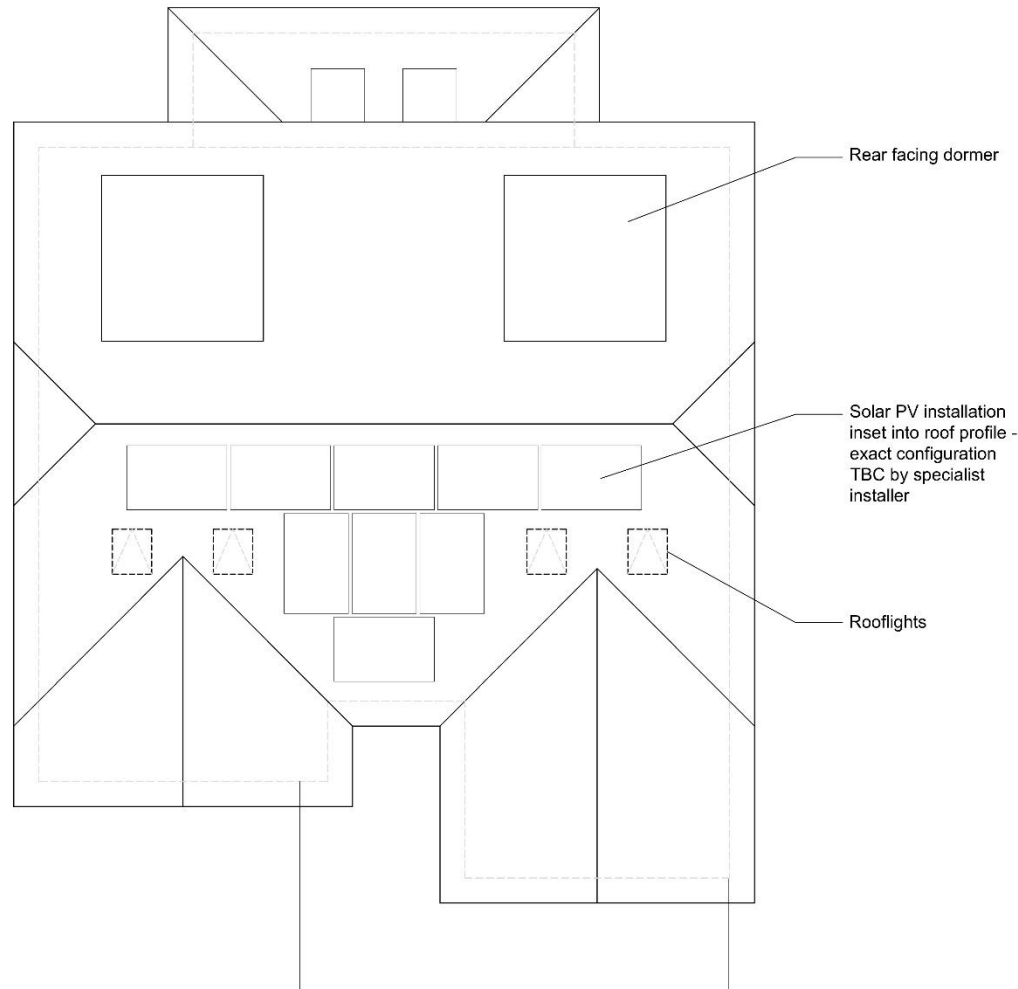 Rear facing dormer
Solar PV installation
inset into roof profile -
exact configuration
TBC by specialist
installer
Rooflights